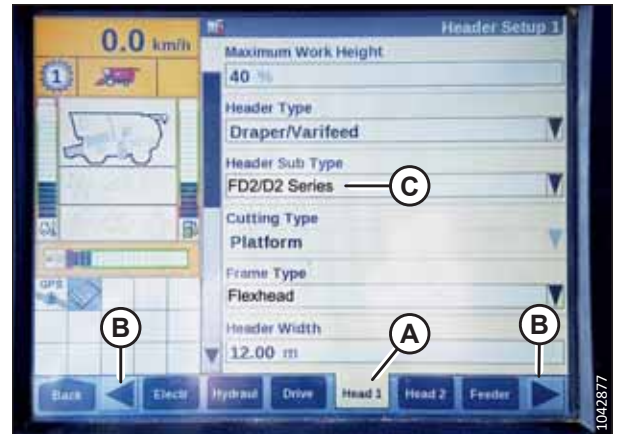 0.0 km/h
1
GPS
Header Setup 1
Maximum Work Height
40 %
Header Type
Draper/Varifeed
Header Sub Type
FD2/D2 Series
C
Cutting Type
Platform
Frame Type
Flexhead
Header Width
12.00 m
B
A
B
Back
Electr
Hydraul
Drive
Head 1
Head 2
Feeder
1042877